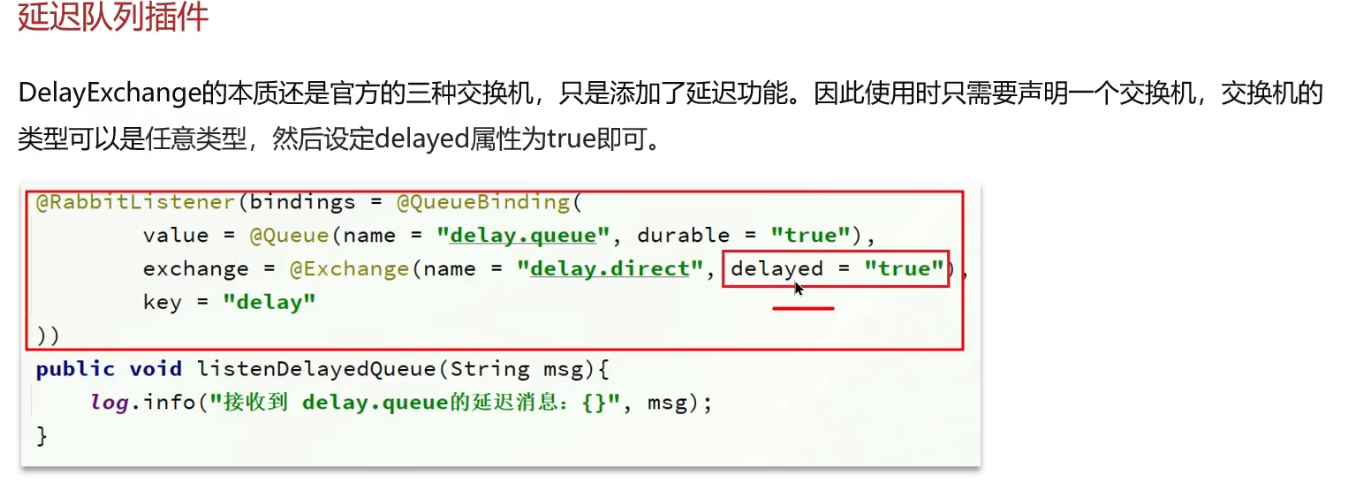 延迟队列插件
DelayExchange的本质还是官方的三种交换机，只是添加了延迟功能。因此使用时只需要声明一个交换机，交换机的
类型可以是任意类型，然后设定delayed属性为true即可。
@RabbitListener(bindings = @QueueBinding(
        value = @Queue(name = "delay.queue", durable = "true"),
        exchange = @Exchange(name = "delay.direct", delayed = "true"),
        key = "delay"
))
public void listenDelayedQueue(String msg){
    log.info("接收到 delay.queue的延迟消息：{}", msg);
}